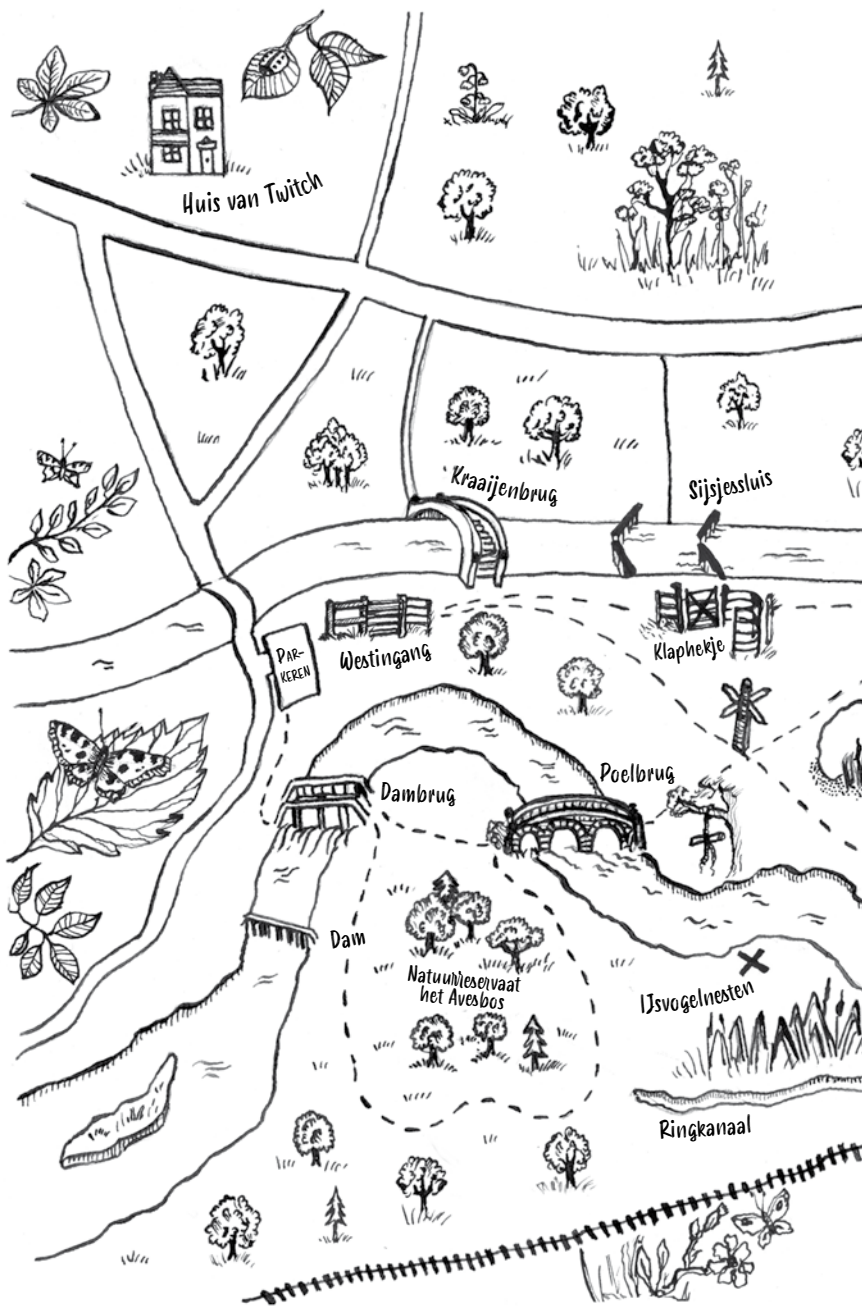 Huis van Twitch
Kraaijenbrug
Sijsjessluis
PAR-
KEREN
Westingang
Klaphekje
Dambrug
Poelbrug
Dam
Natuurreservaat
het Avesbos
IJsvogelnesten
Ringkanaal